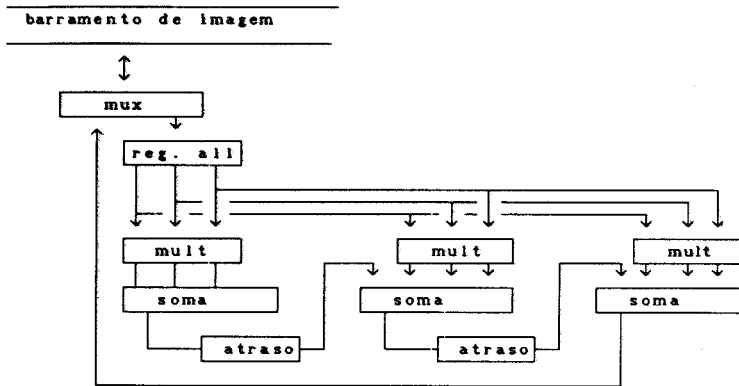 barramento de imagem
mux
reg. all
mult mult mult
soma soma soma
atraso atraso